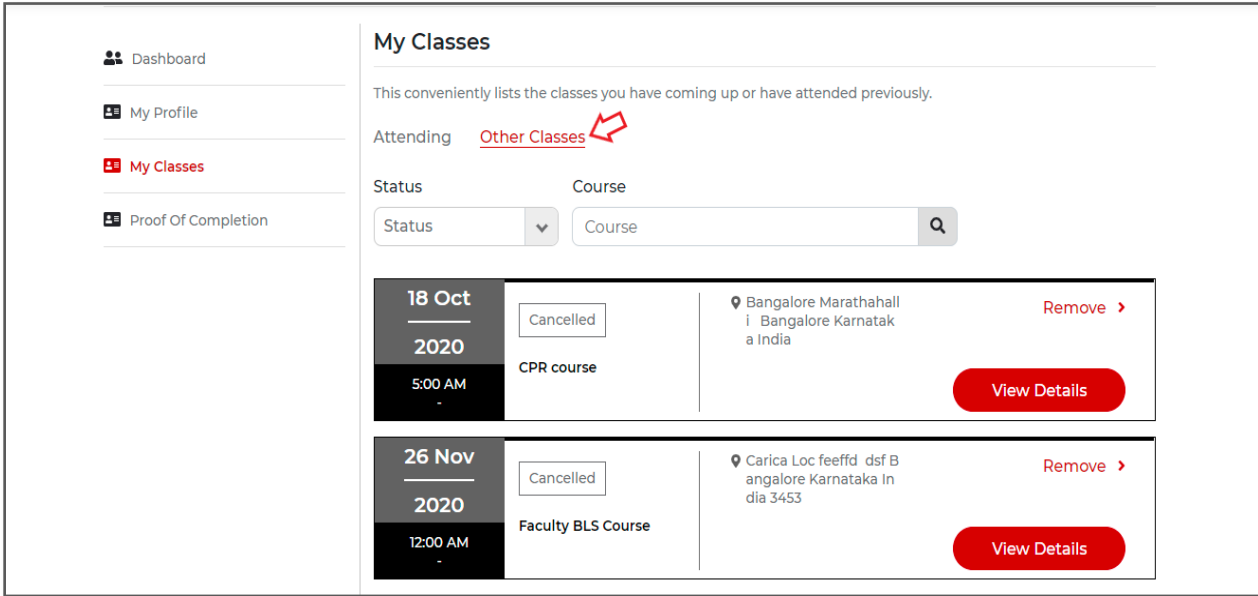 Dashboard
My Profile
My Classes
Proof Of Completion
My Classes
This conveniently lists the classes you have coming up or have attended previously.
Attending Other Classes
Status Course
Status Course
18 Oct
2020
5:00 AM
-
Cancelled
CPR course
Bangalore Marathahall
i Bangalore Karnatak
a India
Remove
View Details
26 Nov
2020
12:00 AM
-
Cancelled
Faculty BLS Course
Carica Loc feeffd dsf B
angalore Karnataka In
dia 3453
Remove
View Details